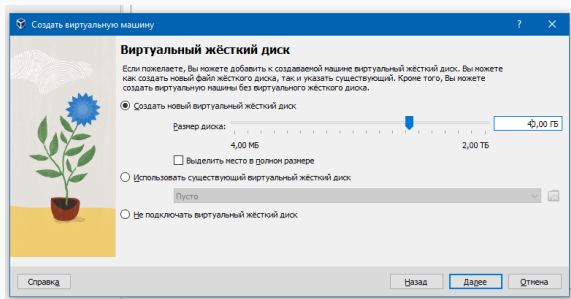 Создать виртуальную машину
Виртуальный жёсткий диск
Если пожелаете, Вы можете добавить к создаваемой машине виртуальный жёсткий диск. Вы можете
как создать новый файл жёсткого диска, так и указать существующий. Кроме того, Вы можете
создать виртуальную машину без виртуального жёсткого диска.
Создать новый виртуальный жёсткий диск
Размер диска:
40,00 ГБ
4,00 МБ 2,00 ТБ
Выделить место в полном размере
Использовать существующий виртуальный жёсткий диск
Пусто
Не подключать виртуальный жёсткий диск
Справка Назад Далее Отмена